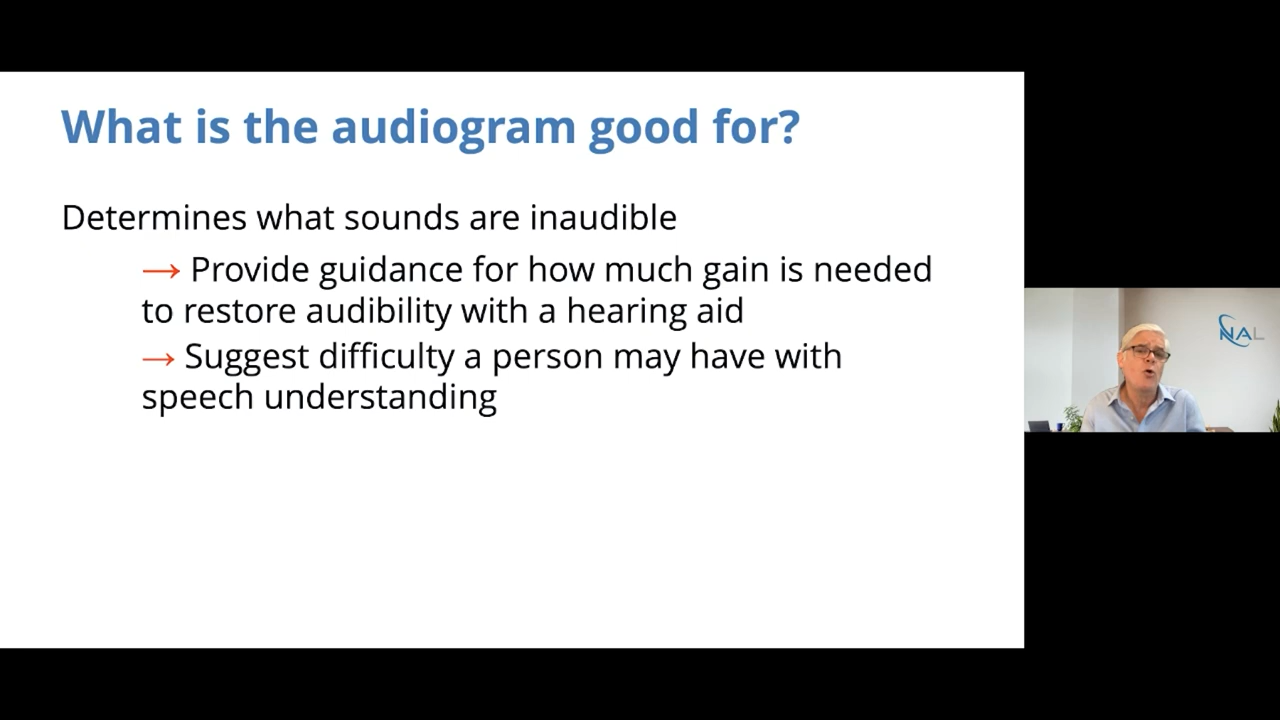 What is the audiogram good for?
Determines what sounds are inaudible
→ Provide guidance for how much gain is needed
to restore audibility with a hearing aid
→ Suggest difficulty a person may have with
speech understanding
NAL